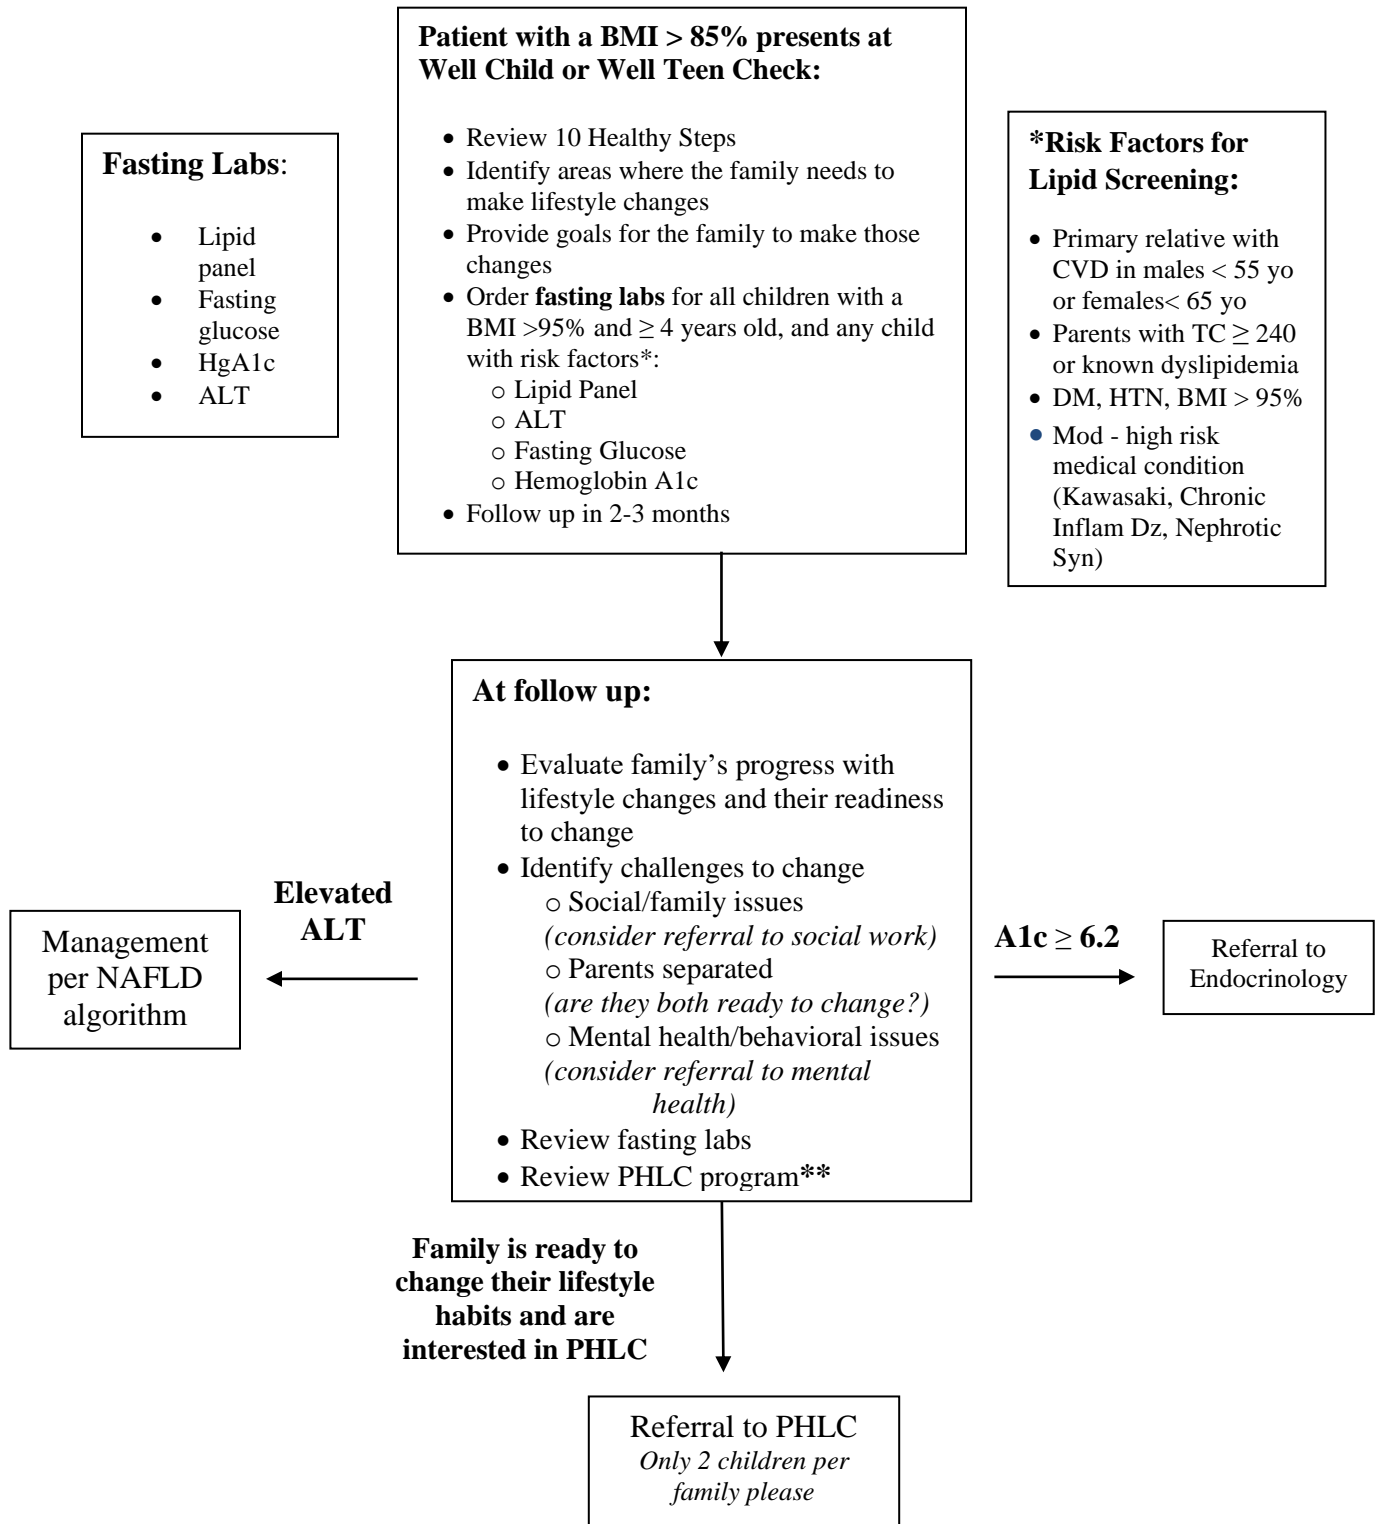 Patient with a BMI > 85% presents at
Well Child or Well Teen Check:
• Review 10 Healthy Steps
• Identify areas where the family needs to
make lifestyle changes
• Provide goals for the family to make those
changes
• Order fasting labs for all children with a
BMI >95% and ≥ 4 years old, and any child
with risk factors*:
o Lipid Panel
o ALT
o Fasting Glucose
o Hemoglobin A1c
• Follow up in 2-3 months
Fasting Labs:
• Lipid
panel
• Fasting
glucose
• HgA1c
• ALT
*Risk Factors for
Lipid Screening:
• Primary relative with
CVD in males < 55 yo
or females< 65 yo
• Parents with TC ≥ 240
or known dyslipidemia
• DM, HTN, BMI > 95%
• Mod - high risk
medical condition
(Kawasaki, Chronic
Inflam Dz, Nephrotic
Syn)
At follow up:
• Evaluate family’s progress with
lifestyle changes and their readiness
to change
• Identify challenges to change
o Social/family issues
(consider referral to social work)
o Parents separated
(are they both ready to change?)
o Mental health/behavioral issues
(consider referral to mental
health)
• Review fasting labs
• Review PHLC program**
Elevated
ALT
Management
per NAFLD
algorithm
A1c ≥ 6.2
Referral to
Endocrinology
Family is ready to
change their lifestyle
habits and are
interested in PHLC
Referral to PHLC
Only 2 children per
family please